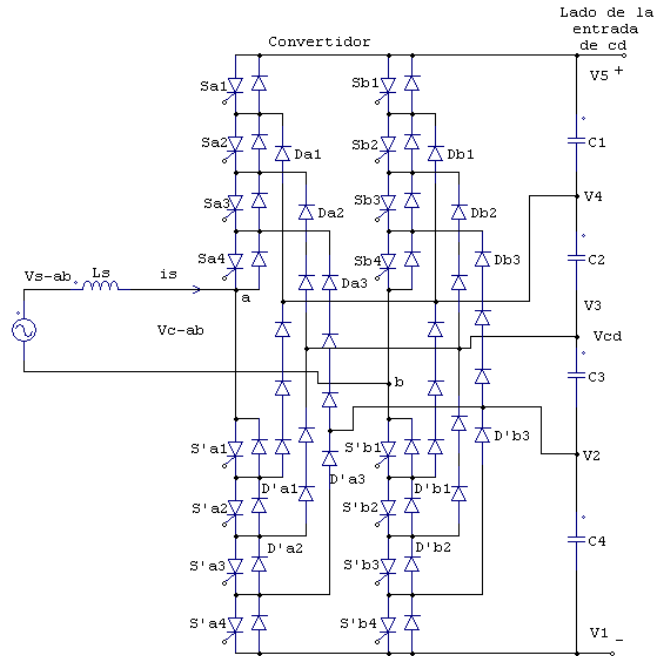 Lado de la
entrada
de cd
Convertidor
V5 +
Sa1
Sb1
Sa2
Da1
Sb2
Db1
C1
Sa3
Da2
Sb3
Db2
V4
Sa4
Da3
Sb4
Db3
C2
Vs-ab
Ls
is
a
V3
Vc-ab
Vcd
b
C3
S'a1
D'a1
D'a3
S'b1
D'b1
D'b3
V2
S'a2
D'a2
S'b2
D'b2
C4
S'a3
S'b3
S'a4
S'b4
V1 -